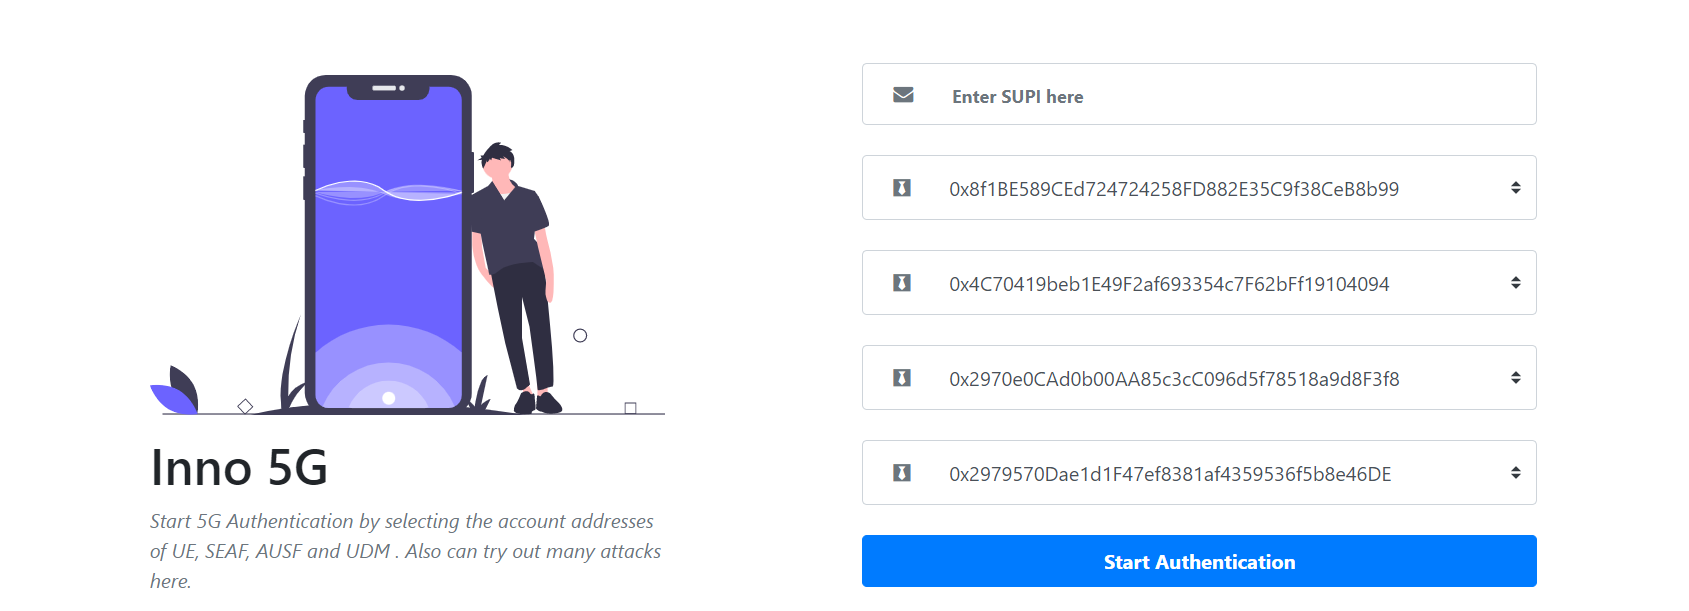 Enter SUPI here
0x8f1BE589CEd724724258FD882E35C9f38CeB8b99
0x4C70419beb1E49F2af693354c7F62bFf19104094
0x2970e0CAd0b00AA85c3cC096d5f78518a9d8F3f8
0x2979570Dae1d1F47ef8381af4359536f5b8e46DE
Start Authentication
Inno 5G
Start 5G Authentication by selecting the account addresses
of UE, SEAF, AUSF and UDM . Also can try out many attacks
here.